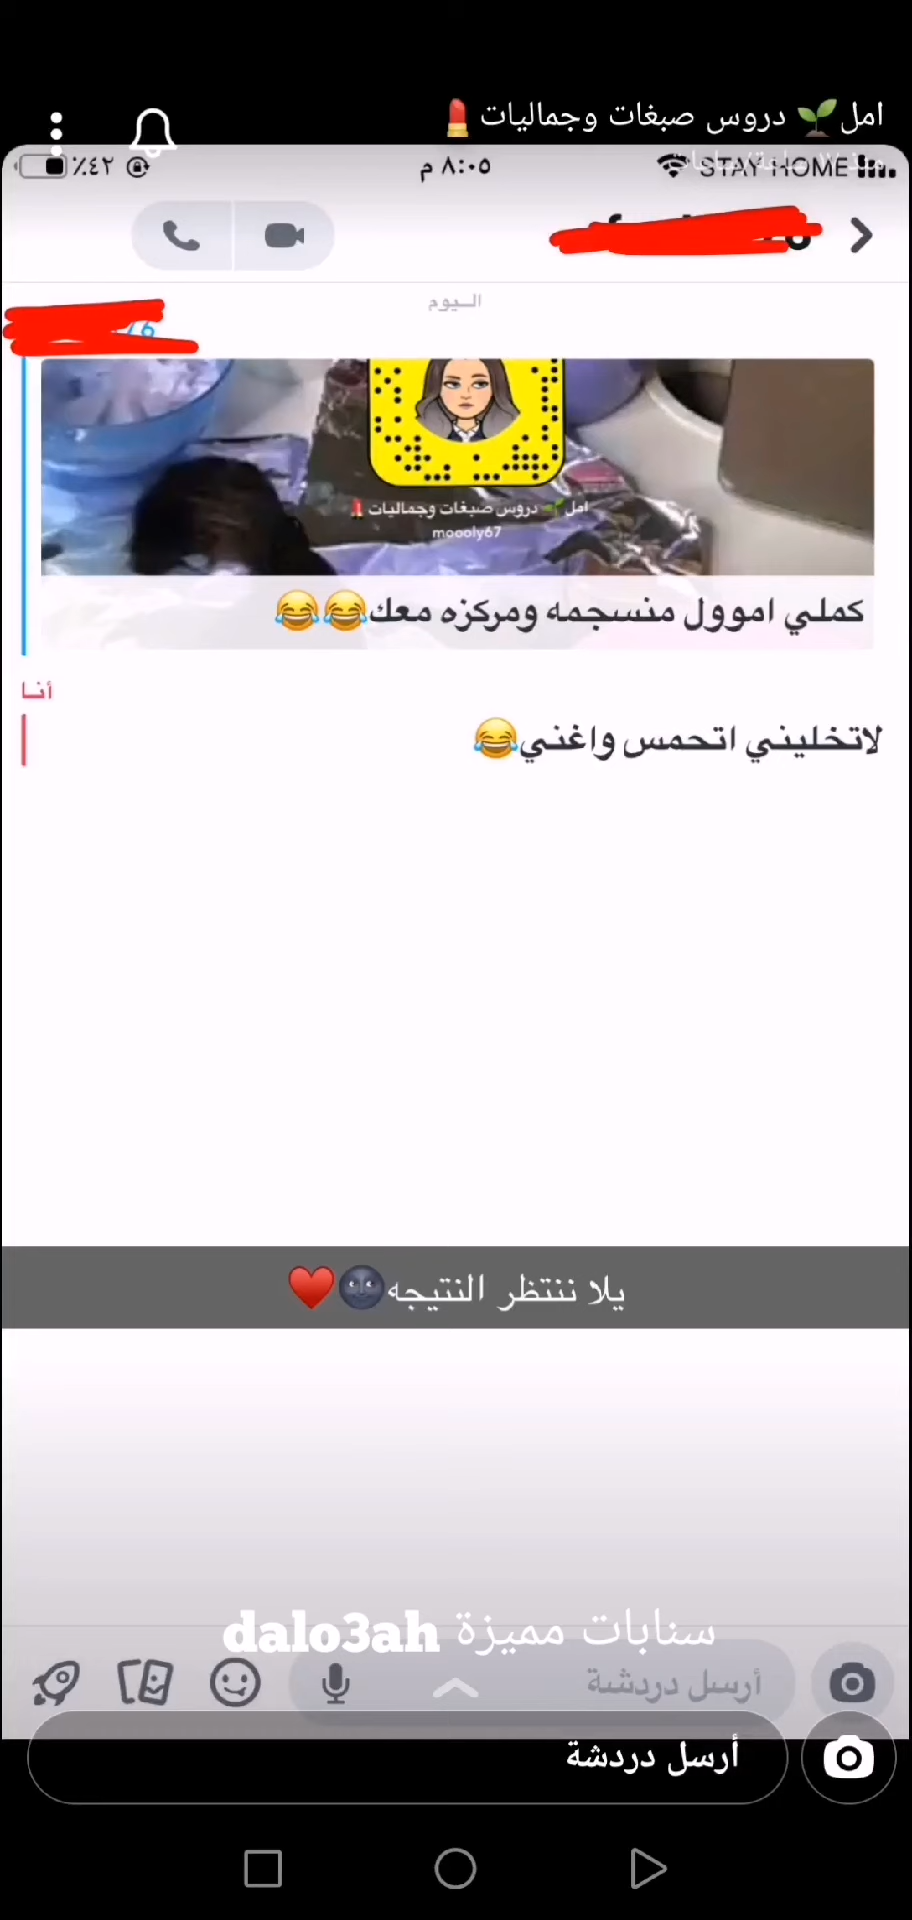 امل🌱 دروس صبغات وجماليات💄
STAY HOME
٨:٠٥ م
٪٤٢
اليوم
امل🌱 دروس صبغات وجماليات💄
moooly67
كملي امووول منسجمه ومركزه معك😂😂
أنا
لاتخليني اتحمس واغني😂
يلا ننتظر النتيجه🌚♥️
سنابات مميزة dalo3ah
أرسل دردشة
أرسل دردشة